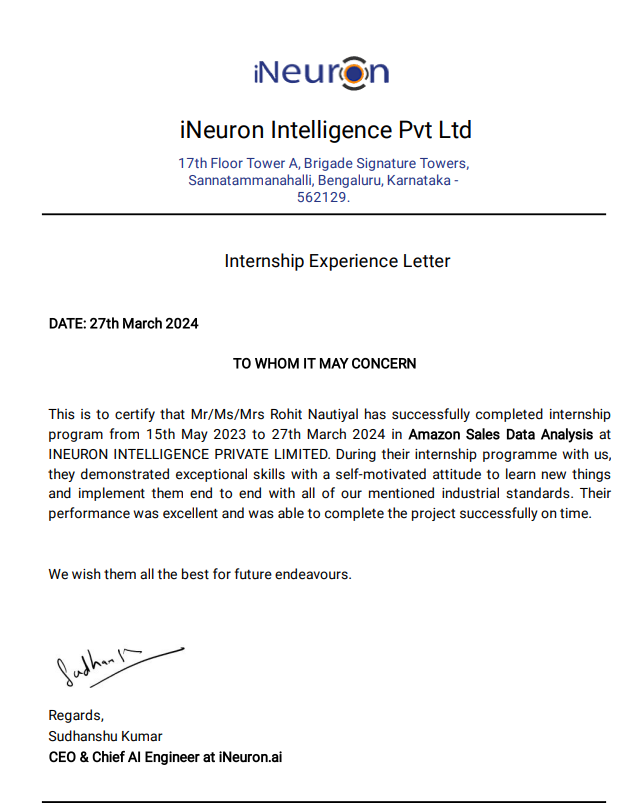 iNeuron
iNeuron Intelligence Pvt Ltd
17th Floor Tower A, Brigade Signature Towers,
Sannatammanahalli, Bengaluru, Karnataka -
562129.
Internship Experience Letter
DATE: 27th March 2024
TO WHOM IT MAY CONCERN
This is to certify that Mr/Ms/Mrs Rohit Nautiyal has successfully completed internship
program from 15th May 2023 to 27th March 2024 in Amazon Sales Data Analysis at
INEURON INTELLIGENCE PRIVATE LIMITED. During their internship programme with us,
they demonstrated exceptional skills with a self-motivated attitude to learn new things
and implement them end to end with all of our mentioned industrial standards. Their
performance was excellent and was able to complete the project successfully on time.
We wish them all the best for future endeavours.
Sudhan
Regards,
Sudhanshu Kumar
CEO & Chief AI Engineer at iNeuron.ai